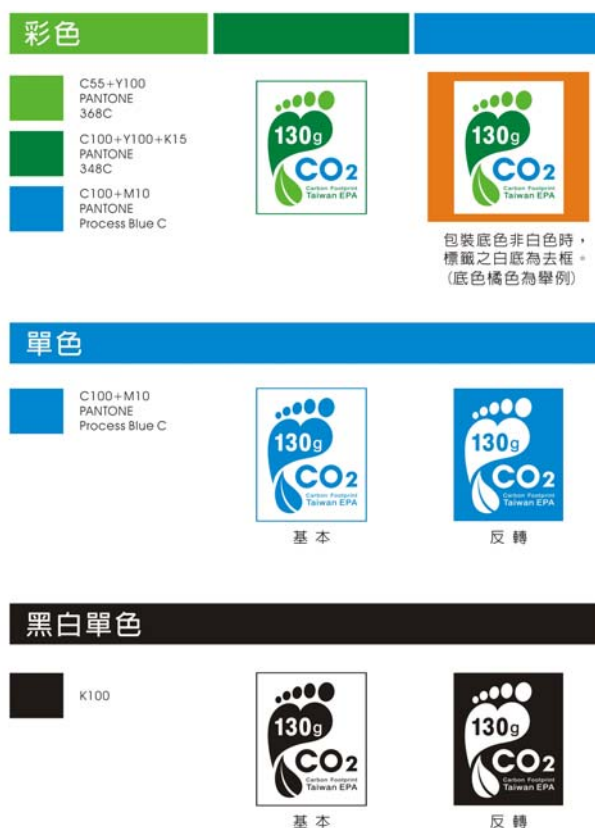 彩色
C55+Y100
PANTONE
368C
C100+Y100+K15
PANTONE
348C
C100+M10
PANTONE
Process Blue C
130g
CO2
Carbon Footprint
Taiwan EPA
130g
CO2
Carbon Footprint
Taiwan EPA
包裝底色非白色時，
標籤之白底為去框。
(底色橘色為舉例)
單色
C100+M10
PANTONE
Process Blue C
130g
CO2
Carbon Footprint
Taiwan EPA
基本
130g
CO2
Carbon Footprint
Taiwan EPA
反轉
黑白單色
K100
130g
CO2
Carbon Footprint
Taiwan EPA
基本
130g
CO2
Carbon Footprint
Taiwan EPA
反轉